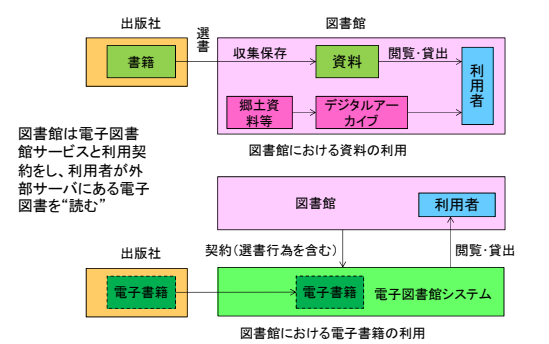 出版社
選書
図書館
書籍
収集保存
資料
閲覧・貸出
利用者
郷土資
料等
デジタルアー
カイブ
図書館における資料の利用
図書館は電子図書
館サービスと利用契
約をし、利用者が外
部サーバにある電子
図書を“読む”
図書館
利用者
出版社
契約（選書行為を含む）
閲覧・貸出
電子書籍
電子書籍
電子図書館システム
図書館における電子書籍の利用